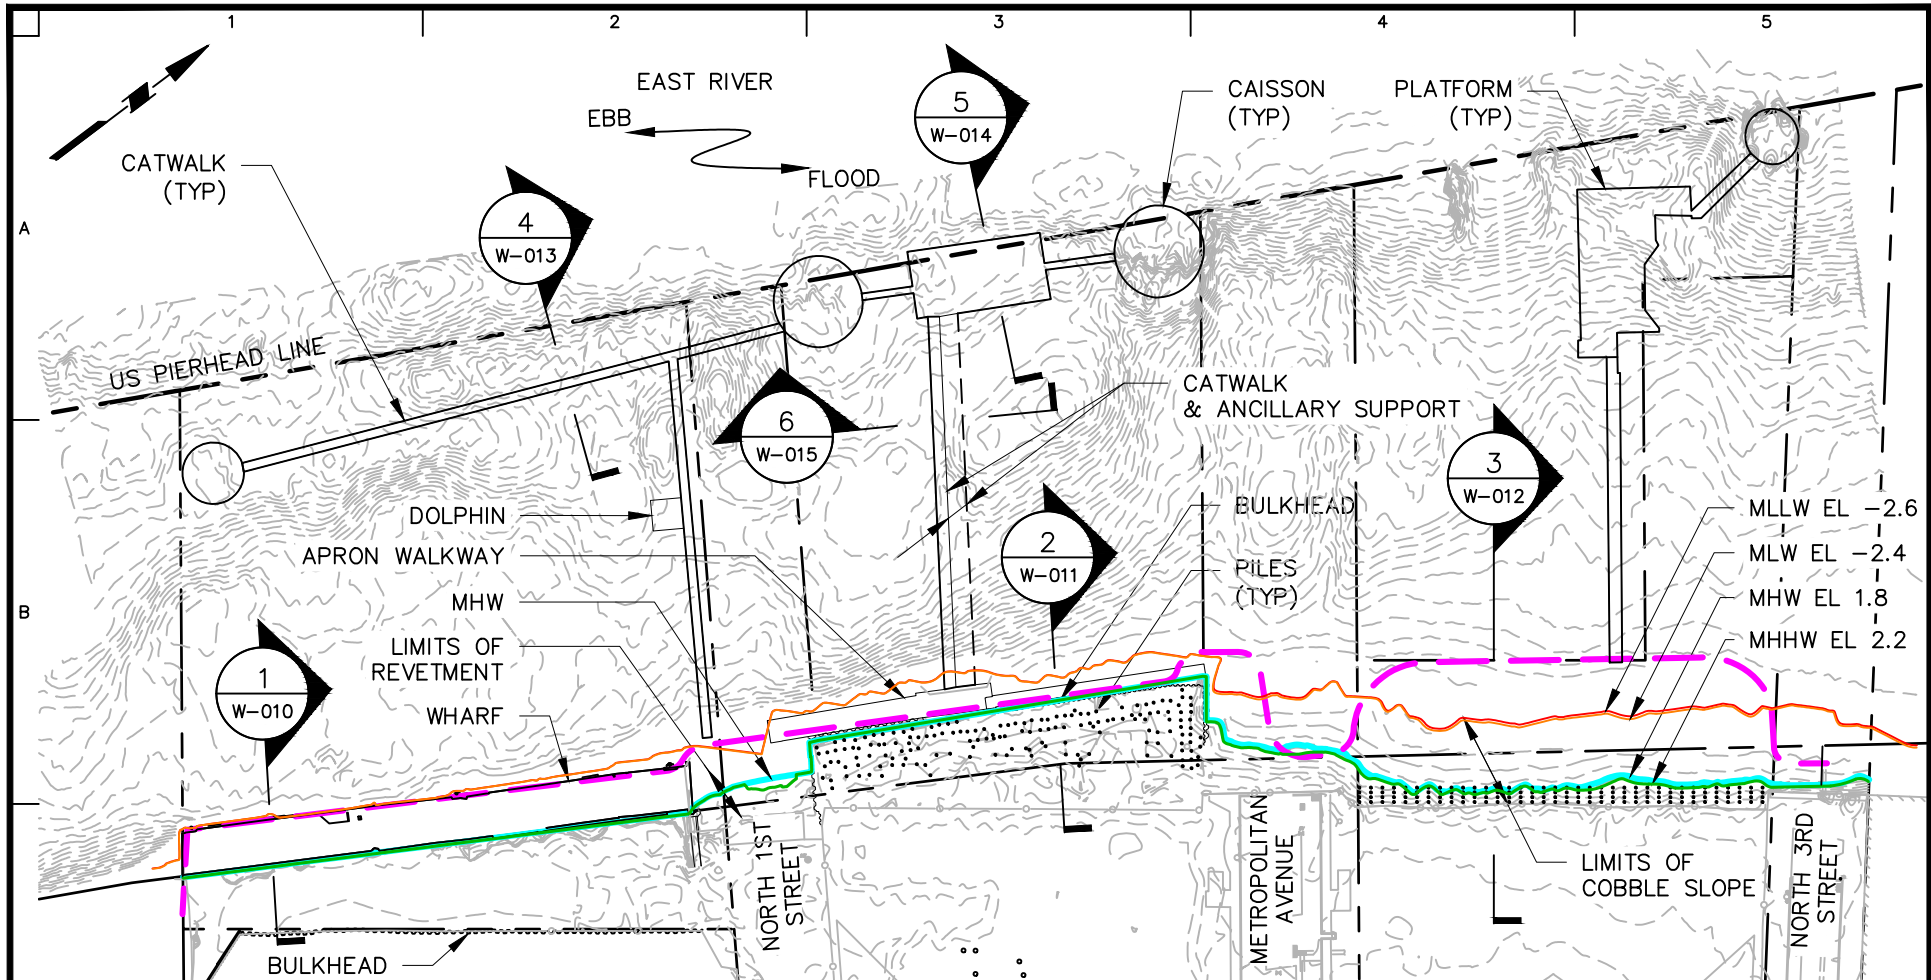 1
2
3
4
5
EAST RIVER
EBB
FLOOD
CATWALK
(TYP)
4
W-013
5
W-014
CAISSON
(TYP)
PLATFORM
(TYP)
A
US PIERHEAD LINE
CATWALK
& ANCILLARY SUPPORT
6
W-015
3
W-012
DOLPHIN
APRON WALKWAY
BULKHEAD
2
W-011
PILES
(TYP)
MLLW EL -2.6
MLW EL -2.4
MHW EL 1.8
MHHW EL 2.2
B
MHW
LIMITS OF
REVETMENT
WHARF
1
W-010
NORTH 1ST
STREET
METROPOLITAN
AVENUE
LIMITS OF
COBBLE SLOPE
NORTH 3RD
STREET
BULKHEAD